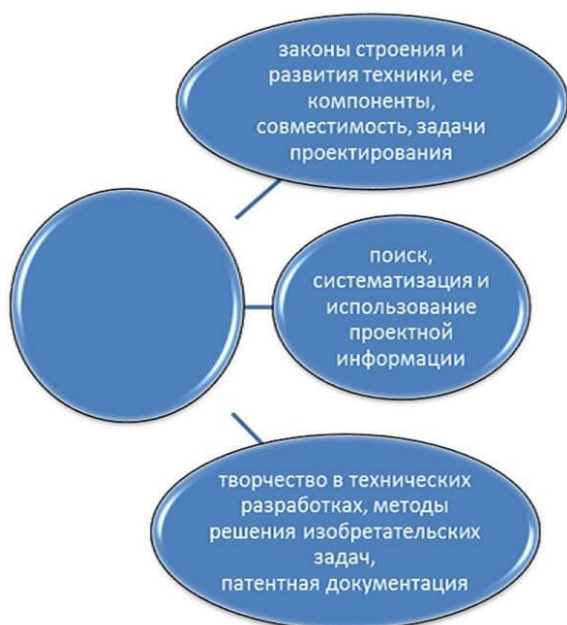 законы строения и
развития техники, ее
компоненты,
совместимость, задачи
проектирования
поиск,
систематизация и
использование
проектной
информации
творчество в технических
разработках, методы
решения изобретательских
задач,
патентная документация